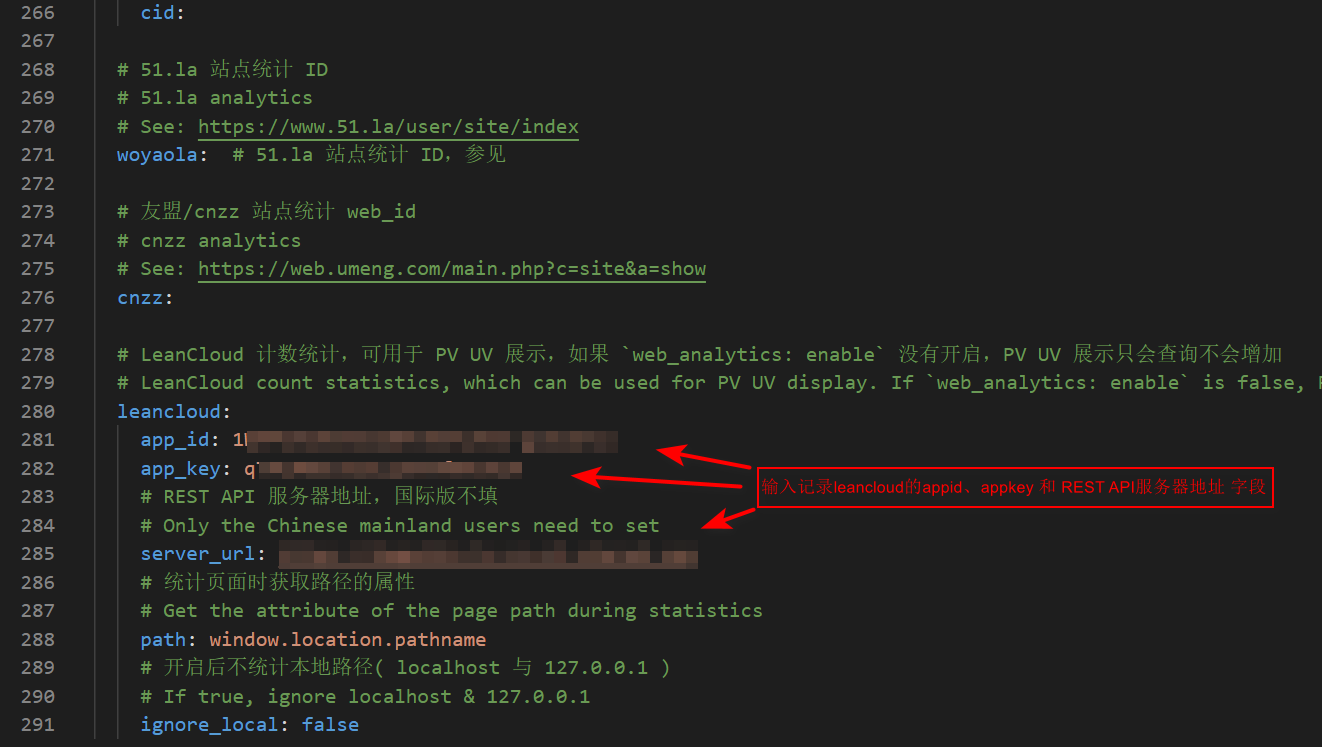 266 cid:
267
268 # 51.la 站点统计 ID
269 # 51.la analytics
270 # See: https://www.51.la/user/site/index
271 woyaola: # 51.la 站点统计 ID，参见
272
273 # 友盟/cnzz 站点统计 web_id
274 # cnzz analytics
275 # See: https://web.umeng.com/main.php?c=site&a=show
276 cnzz:
277
278 # LeanCloud 计数统计，可用于 PV UV 展示，如果 `web_analytics: enable` 没有开启，PV UV 展示只会查询不会增加
279 # LeanCloud count statistics, which can be used for PV UV display. If `web_analytics: enable` is false,
280 leancloud:
281 app_id:
282 app_key:
输入记录leancloud的appid、appkey 和 REST API服务器地址 字段
283 # REST API 服务器地址，国际版不填
284 # Only the Chinese mainland users need to set
285 server_url:
286 # 统计页面时获取路径的属性
287 # Get the attribute of the page path during statistics
288 path: window.location.pathname
289 # 开启后不统计本地路径( localhost 与 127.0.0.1 )
290 # If true, ignore localhost & 127.0.0.1
291 ignore_local: false